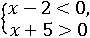 x − 2 < 0,
x + 5 > 0